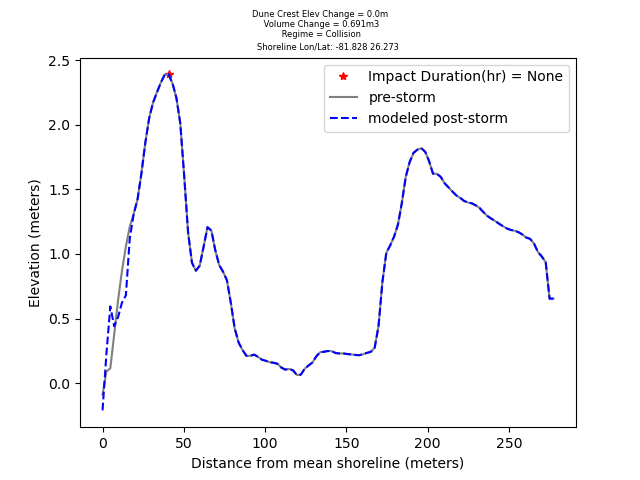 Dune Crest Elev Change = 0.0m
Volume Change = 0.691m3
Regime = Collision
Shoreline Lon/Lat: -81.828 26.273
Impact Duration(hr) = None
pre-storm
modeled post-storm
2.5
2.0
1.5
1.0
0.5
0.0
Elevation (meters)
0 50 100 150 200 250
Distance from mean shoreline (meters)